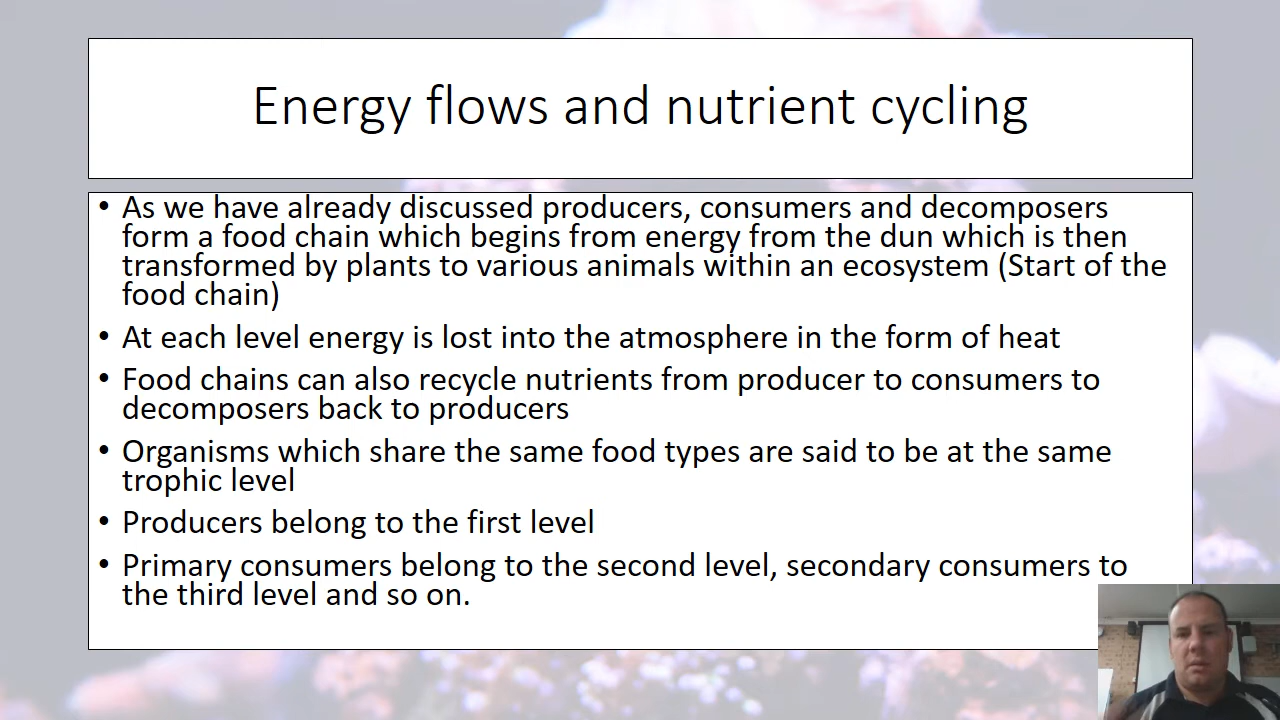 Energy flows and nutrient cycling
• As we have already discussed producers, consumers and decomposers
form a food chain which begins from energy from the dun which is then
transformed by plants to various animals within an ecosystem (Start of the
food chain)
• At each level energy is lost into the atmosphere in the form of heat
• Food chains can also recycle nutrients from producer to consumers to
decomposers back to producers
• Organisms which share the same food types are said to be at the same
trophic level
• Producers belong to the first level
• Primary consumers belong to the second level, secondary consumers to
the third level and so on.